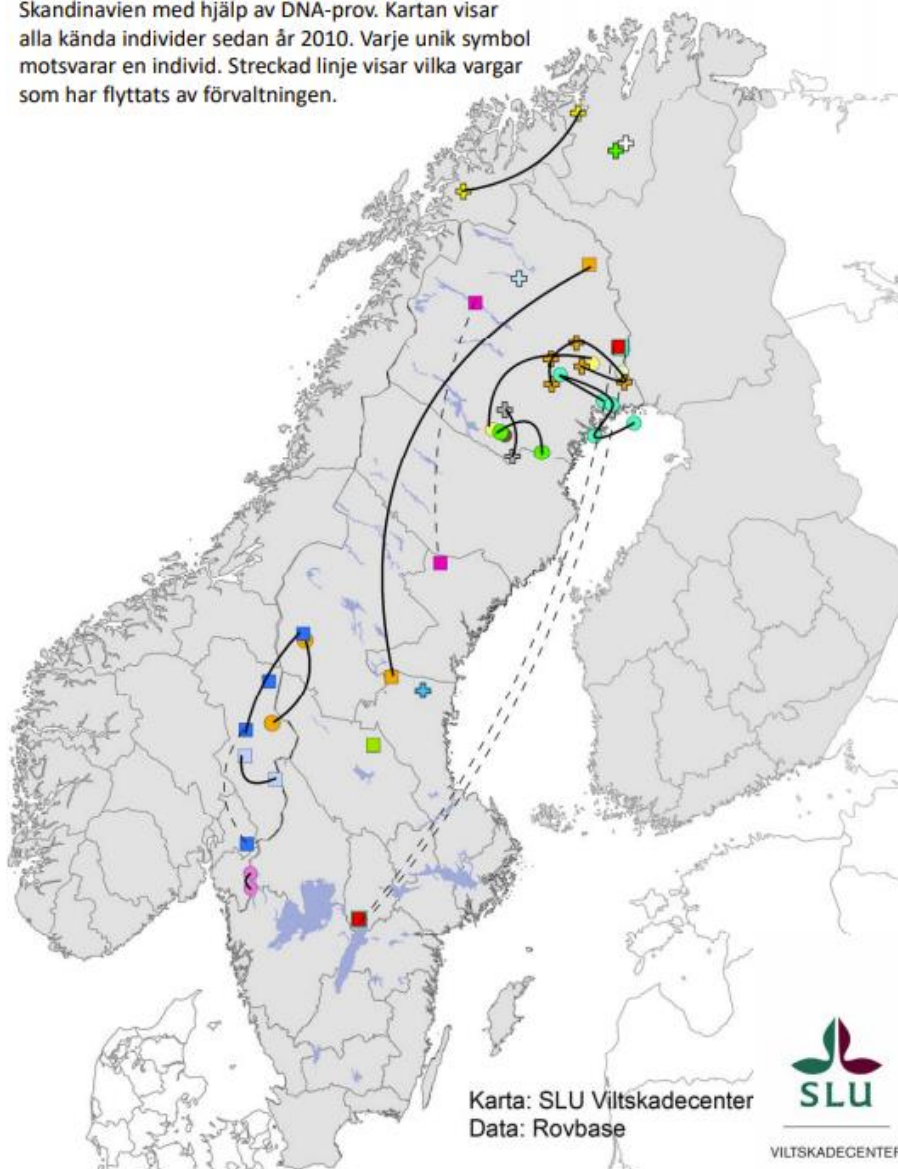 Skandinavien med hjälp av DNA-prov. Kartan visar
alla kända individer sedan år 2010. Varje unik symbol
motsvarar en individ. Streckad linje visar vilka vargar
som har flyttats av förvaltningen.
Karta: SLU Viltskadecenter
Data: Rovbase
SLU
VILTSKADECENTER